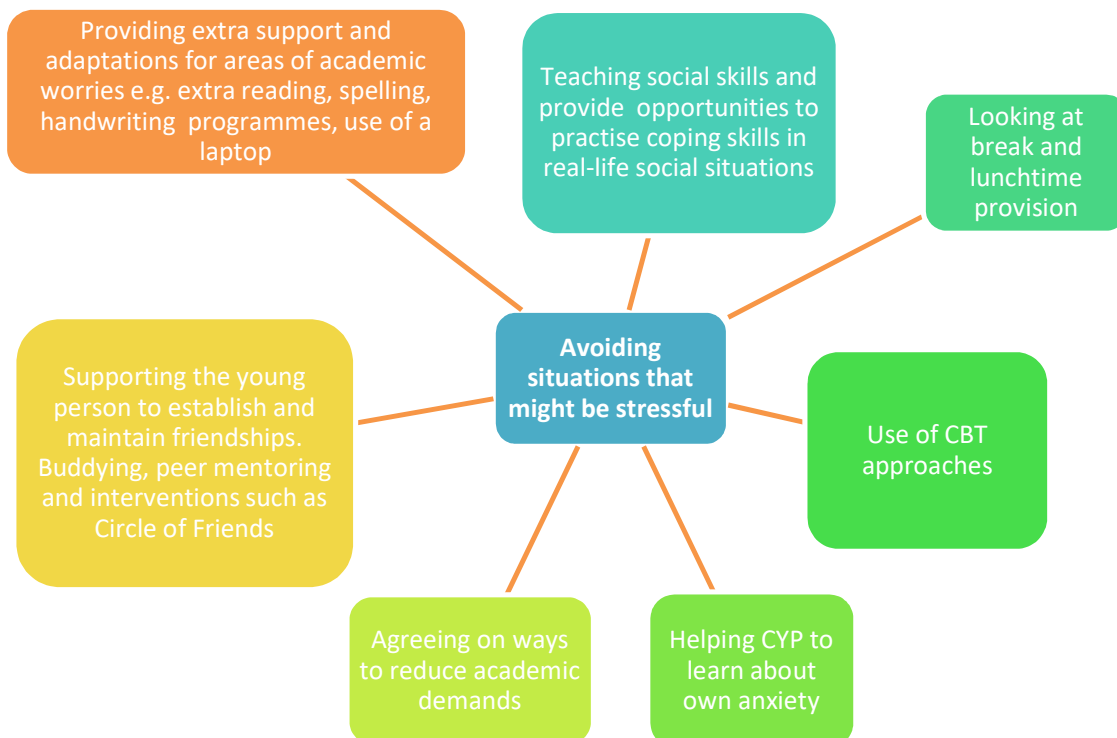 Providing extra support and
adaptations for areas of academic
worries e.g. extra reading, spelling,
handwriting programmes, use of a
laptop
Teaching social skills and
provide opportunities to
practise coping skills in
real-life social situations
Looking at
break and
lunchtime
provision
Avoiding
situations that
might be stressful
Supporting the young
person to establish and
maintain friendships.
Buddying, peer mentoring
and interventions such as
Circle of Friends
Use of CBT
approaches
Agreeing on ways
to reduce academic
demands
Helping CYP to
learn about
own anxiety